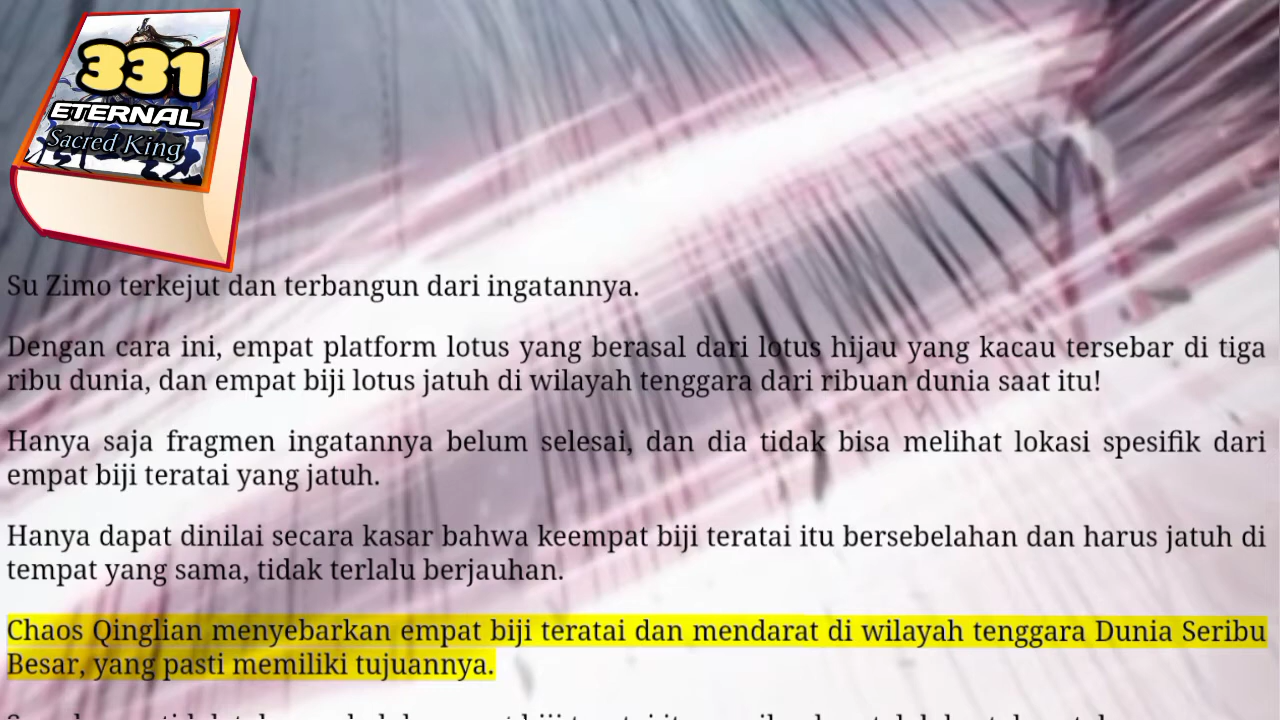 331
ETERNAL
Sacred King
Su Zimo terkejut dan terbangun dari ingatannya.
Dengan cara ini, empat platform lotus yang berasal dari lotus hijau yang kacau tersebar di tiga
ribu dunia, dan empat biji lotus jatuh di wilayah tenggara dari ribuan dunia saat itu!
Hanya saja fragmen ingatannya belum selesai, dan dia tidak bisa melihat lokasi spesifik dari
empat biji teratai yang jatuh.
Hanya dapat dinilai secara kasar bahwa keempat biji teratai itu bersebelahan dan harus jatuh di
tempat yang sama, tidak terlalu berjauhan.
Chaos Qinglian menyebarkan empat biji teratai dan mendarat di wilayah tenggara Dunia Seribu
Besar, yang pasti memiliki tujuannya.